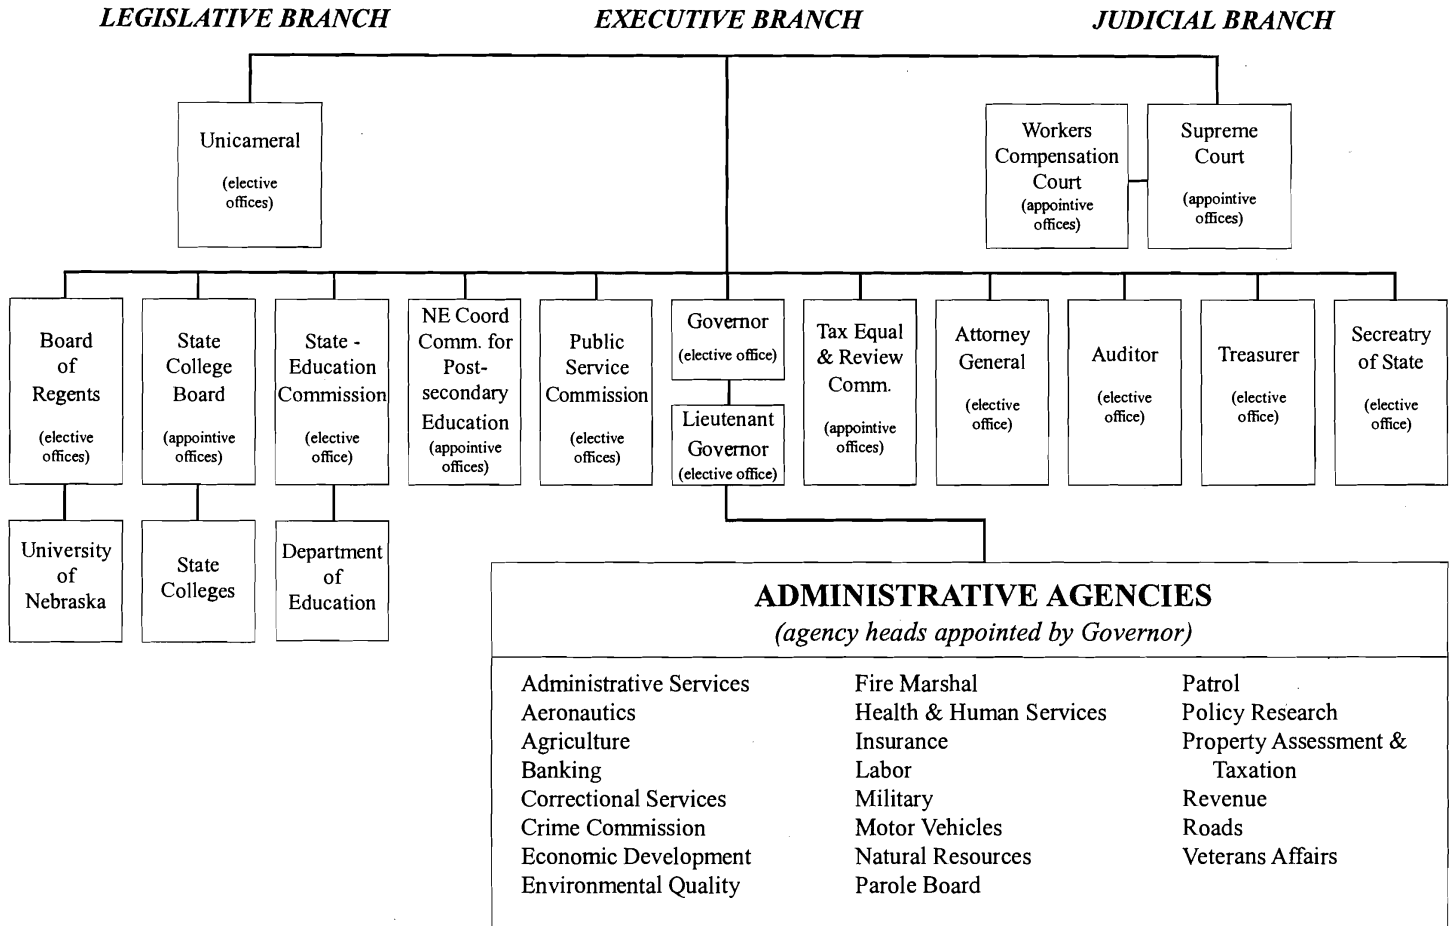 LEGISLATIVE BRANCH
EXECUTIVE BRANCH
JUDICIAL BRANCH
Unicameral
(elective
offices)
Workers
Compensation
Court
(appointive
offices)
Supreme
Court
(appointive
offices)
Board
of
Regents
(elective
offices)
State
College
Board
(appointive
offices)
State -
Education
Commission
(elective
office)
NE Coord
Comm. for
Post-
secondary
Education
(appointive
offices)
Public
Service
Commission
(elective
offices)
Governor
(elective office)
Lieutenant
Governor
(elective office)
Tax Equal
& Review
Comm.
(appointive
offices)
Attorney
General
(elective
office)
Auditor
(elective
office)
Treasurer
(elective
office)
Secreatry
of State
(elective
office)
University
of
Nebraska
State
Colleges
Department
of
Education
ADMINISTRATIVE AGENCIES
(agency heads appointed by Governor)
Administrative Services
Aeronautics
Agriculture
Banking
Correctional Services
Crime Commission
Economic Development
Environmental Quality
Fire Marshal
Health & Human Services
Insurance
Labor
Military
Motor Vehicles
Natural Resources
Parole Board
Patrol
Policy Research
Property Assessment &
Taxation
Revenue
Roads
Veterans Affairs